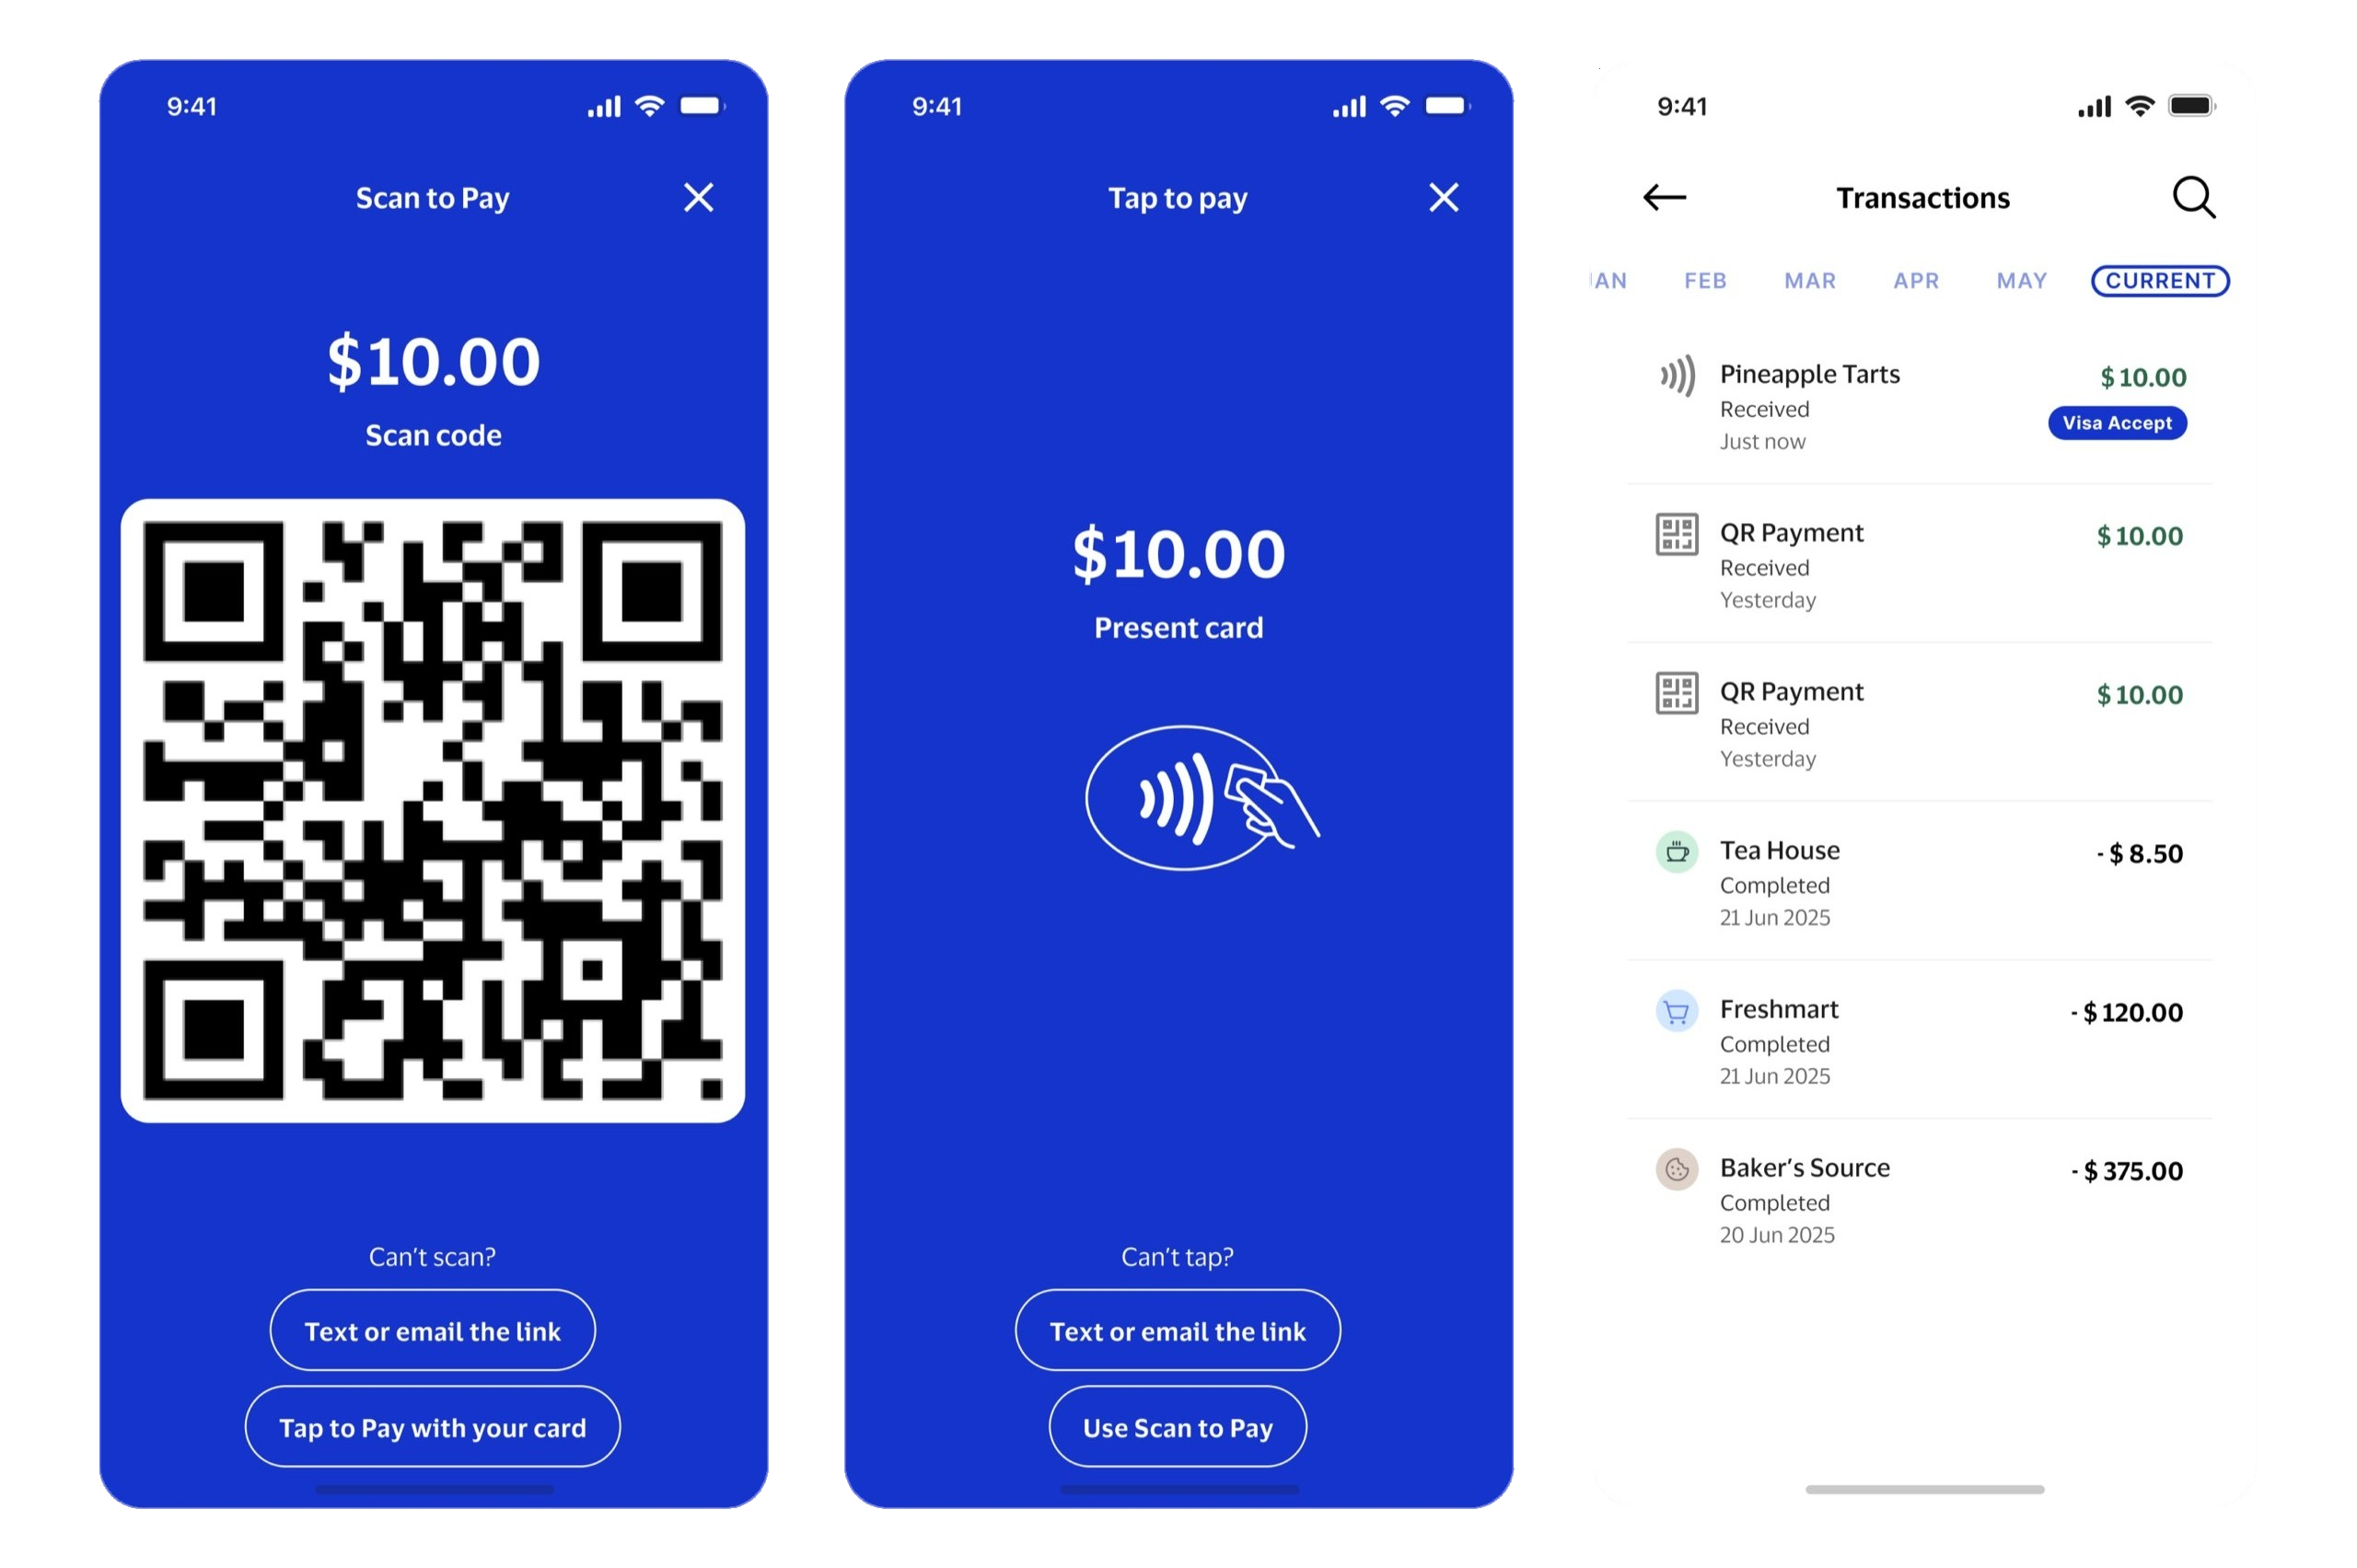 9:41
Scan to Pay
$10.00
Scan code
Can't scan?
Text or email the link
Tap to Pay with your card
9:41
Tap to pay
$10.00
Present card
Can't tap?
Text or email the link
Use Scan to Pay
9:41
Transactions
AN FEB MAR APR MAY CURRENT
Pineapple Tarts $10.00
Received Visa Accept
Just now
QR Payment $10.00
Received
Yesterday
QR Payment $10.00
Received
Yesterday
Tea House -$8.50
Completed
21 Jun 2025
Freshmart -$120.00
Completed
21 Jun 2025
Baker's Source -$375.00
Completed
20 Jun 2025